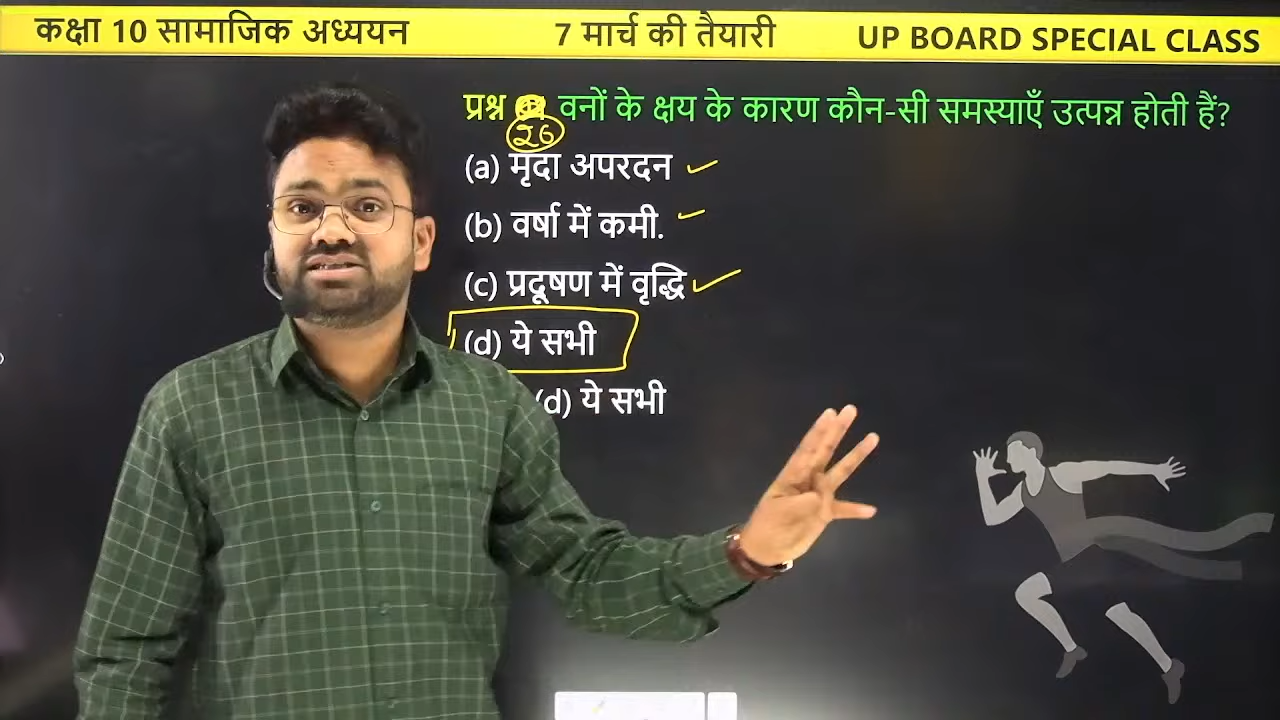 कक्षा 10 सामाजिक अध्ययन 7 मार्च की तैयारी UP BOARD SPECIAL CLASS
प्रश्न वनों के क्षय के कारण कौन-सी समस्याएँ उत्पन्न होती हैं?
26
(a) मृदा अपरदन
(b) वर्षा में कमी.
(c) प्रदूषण में वृद्धि
(d) ये सभी
(d) ये सभी